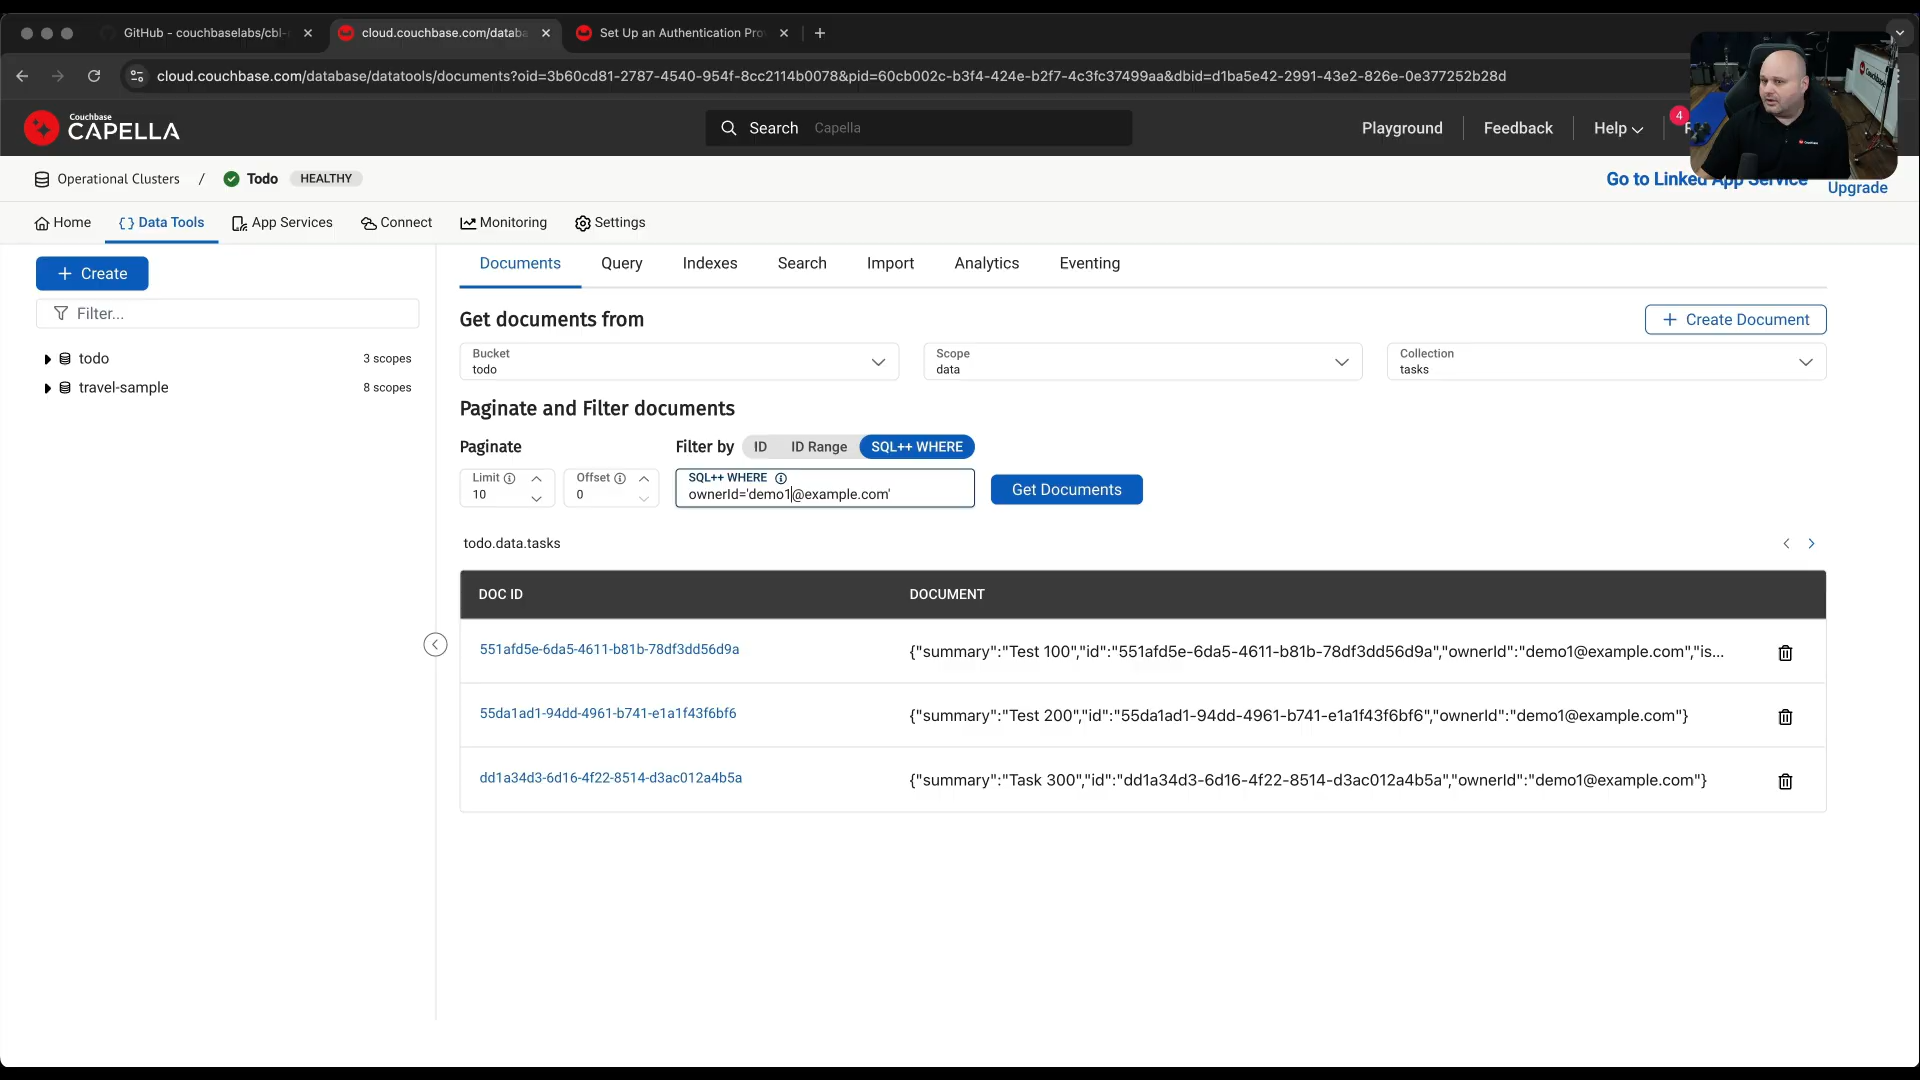 GitHub - couchbaselabs/cbl-
cloud.couchbase.com/databa
Set Up an Authentication Pro
cloud.couchbase.com/database/datatools/documents?oid=3b60cd81-2787-4540-954f-8cc2114b0078&pid=60cb002c-b3f4-424e-b2f7-4c3fc37499aa&dbid=d1ba5e42-2991-43e2-826e-0e377252b28d
Couchbase
CAPELLA
Search Capella
Playground
Feedback
Help
4
Operational Clusters / Todo HEALTHY
Go to Linked App Service
Upgrade
Home
Data Tools
App Services
Connect
Monitoring
Settings
+ Create
Filter...
todo 3 scopes
travel-sample 8 scopes
Documents
Query
Indexes
Search
Import
Analytics
Eventing
Get documents from
+ Create Document
Bucket
todo
Scope
data
Collection
tasks
Paginate and Filter documents
Paginate
Filter by ID ID Range SQL++ WHERE
Limit
10
Offset
0
SQL++ WHERE
ownerId='demo1@example.com'
Get Documents
todo.data.tasks
DOC ID DOCUMENT
551afd5e-6da5-4611-b81b-78df3dd56d9a {"summary":"Test 100","id":"551afd5e-6da5-4611-b81b-78df3dd56d9a","ownerId":"demo1@example.com","is...
55da1ad1-94dd-4961-b741-e1a1f43f6bf6 {"summary":"Test 200","id":"55da1ad1-94dd-4961-b741-e1a1f43f6bf6","ownerId":"demo1@example.com"}
dd1a34d3-6d16-4f22-8514-d3ac012a4b5a {"summary":"Task 300","id":"dd1a34d3-6d16-4f22-8514-d3ac012a4b5a","ownerId":"demo1@example.com"}